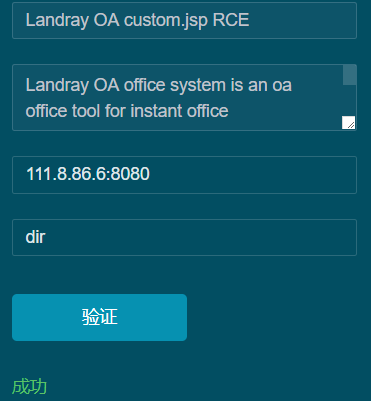 Landray OA custom.jsp RCE
Landray OA office system is an oa
office tool for instant office
111.8.86.6:8080
dir
验证
成功